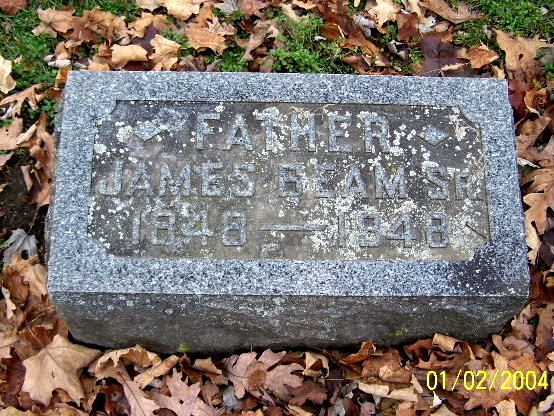 FATHER
JAMES BEAM SR.
1848 — 1948
01/02/2004